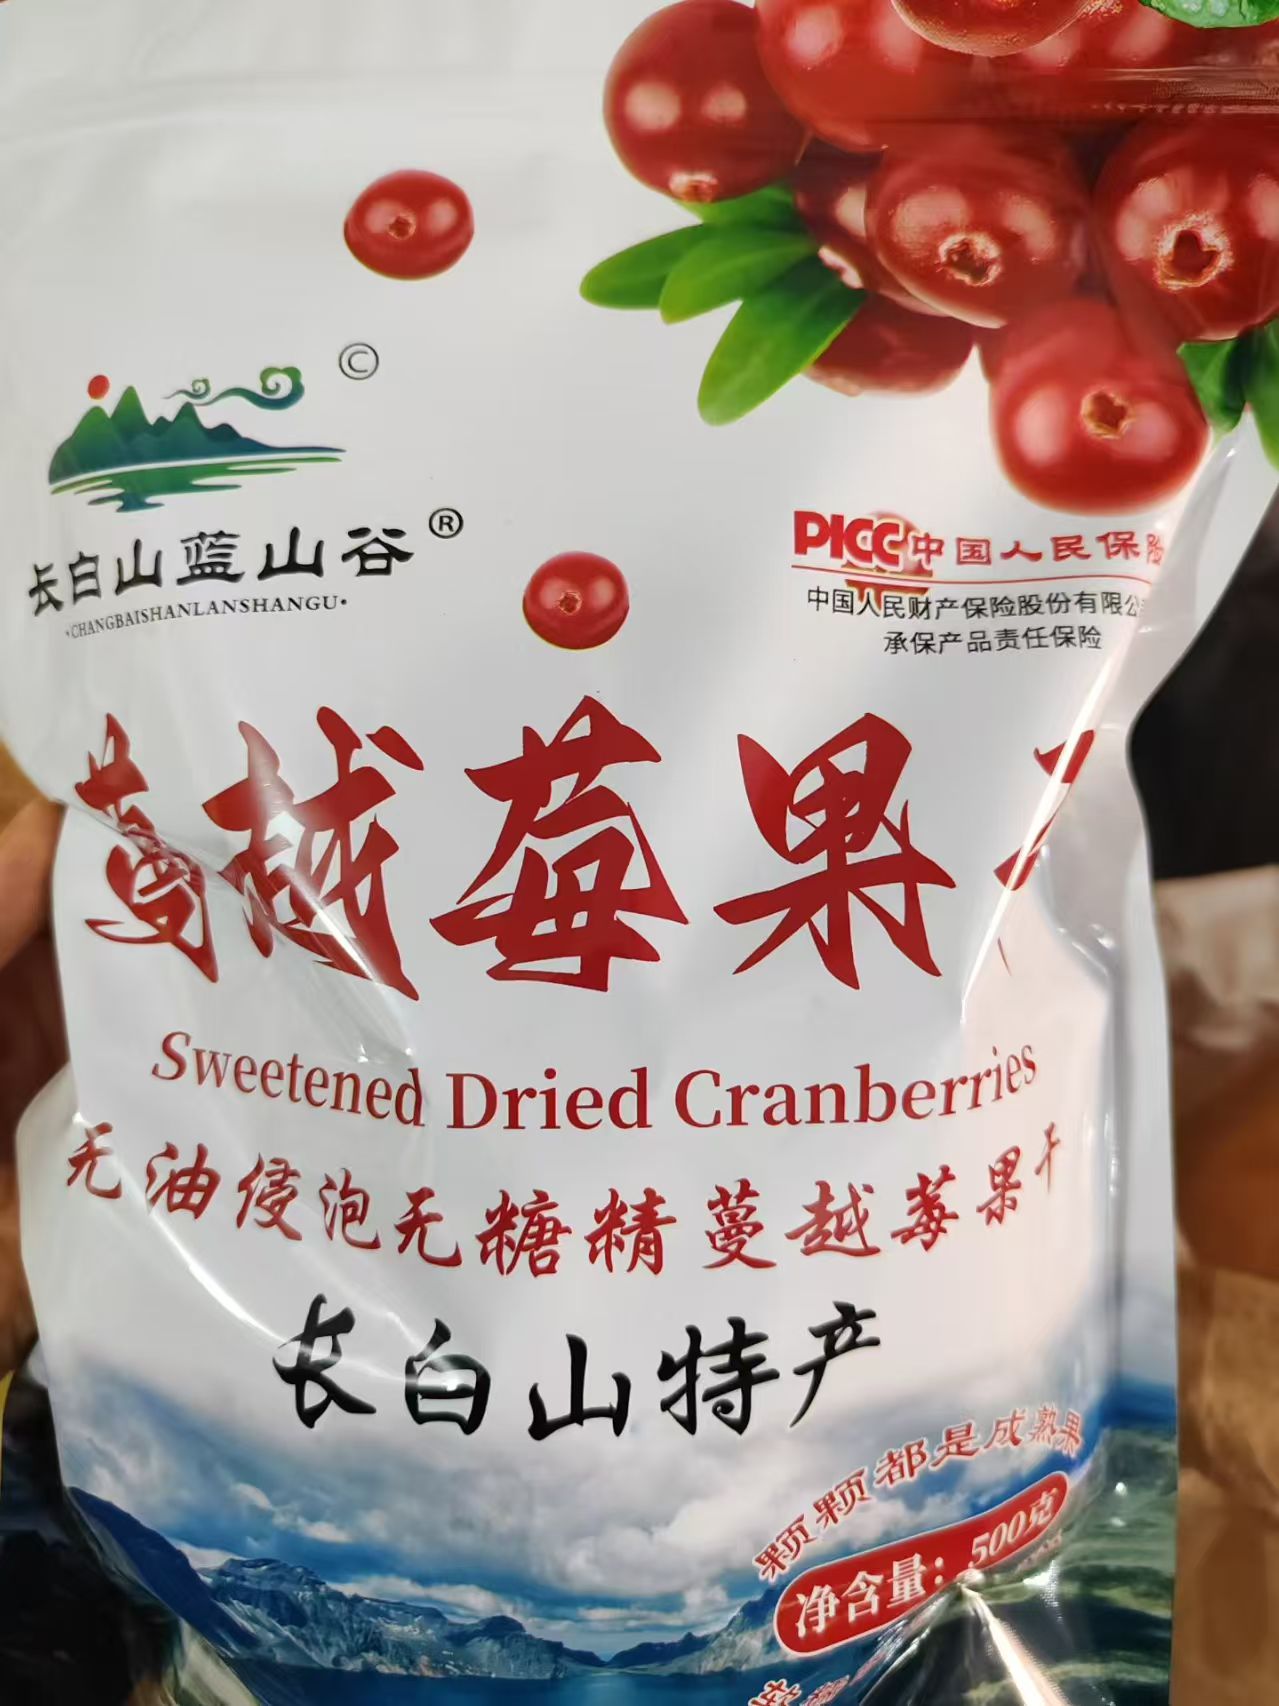 ©
长白山蓝山谷®
·CHANGBAISHANLANSHANGU·
PICC中国人民保险
中国人民财产保险股份有限公
承保产品责任保险
蔓越莓果
Sweetened Dried Cranberries
无油侵泡无糖精蔓越莓果干
长白山特产
颗颗都是成熟果
净含量：500克